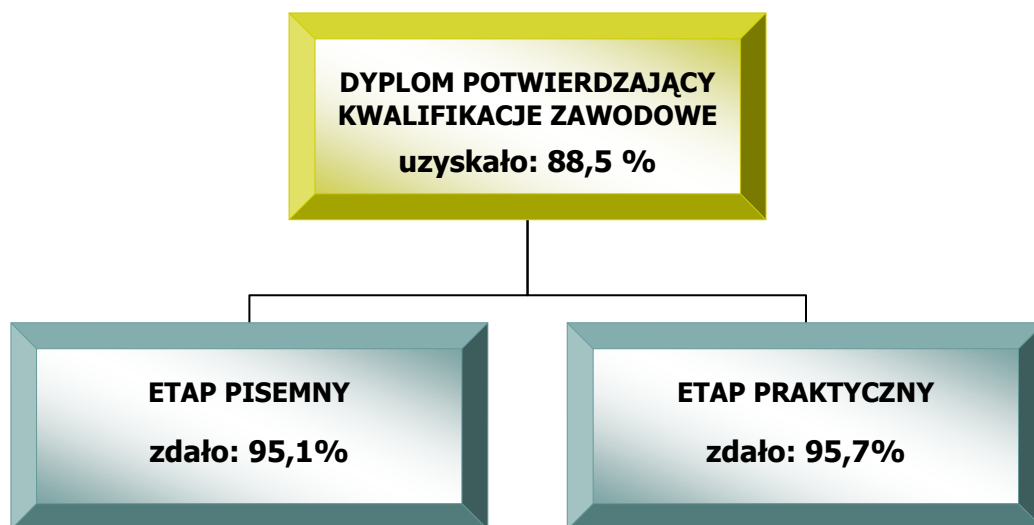 DYPLOM POTWIERDZAJĄCY
KWALIFIKACJE ZAWODOWE
uzyskało: 88,5 %
ETAP PISEMNY
zdało: 95,1%
ETAP PRAKTYCZNY
zdało: 95,7%